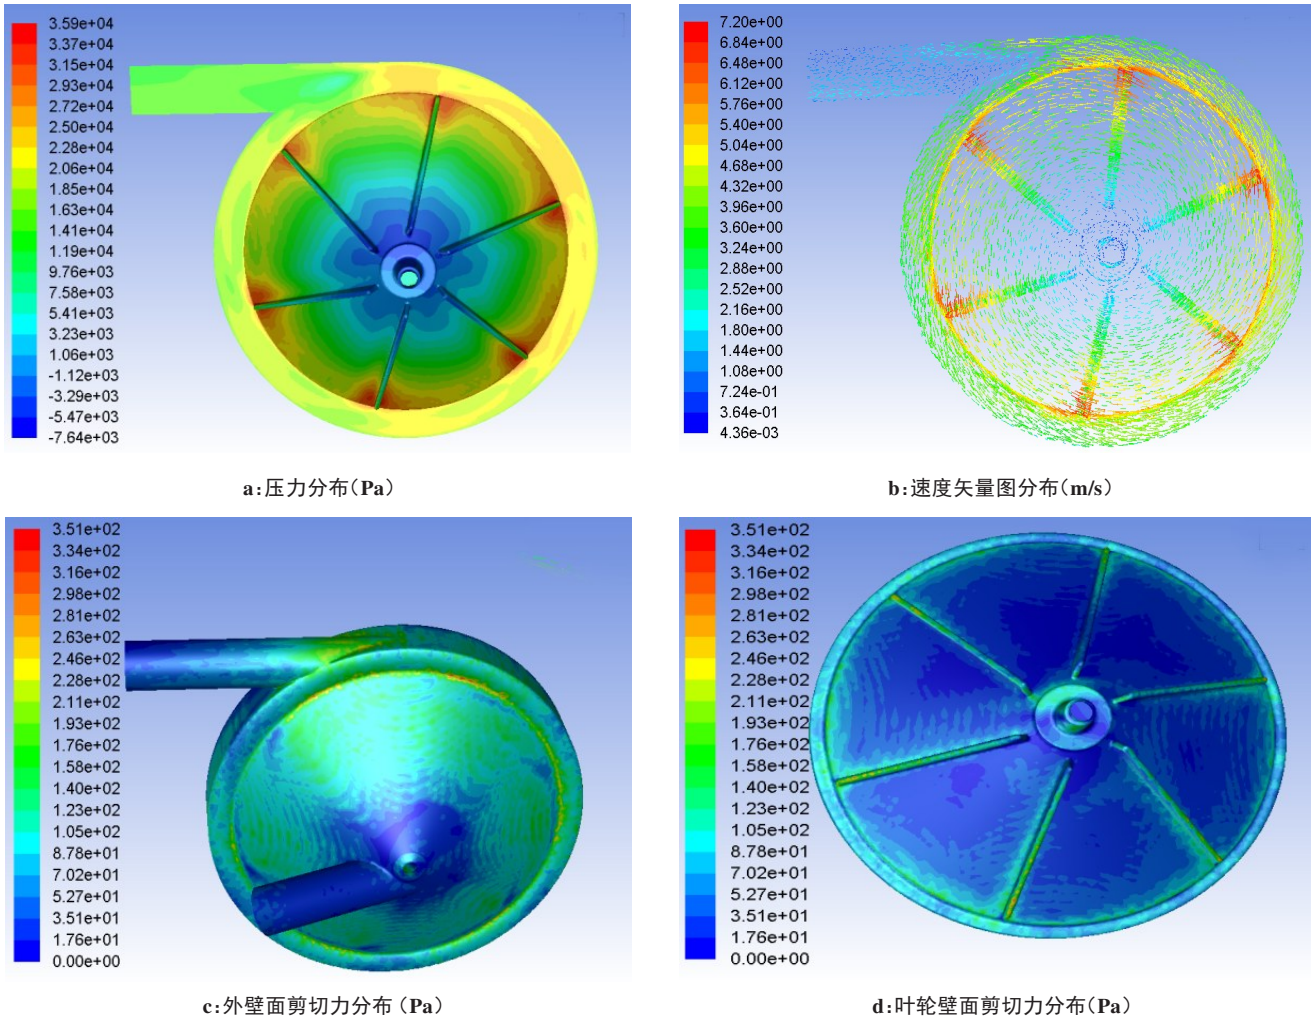 3.59e+04
3.37e+04
3.15e+04
2.93e+04
2.72e+04
2.50e+04
2.28e+04
2.06e+04
1.85e+04
1.63e+04
1.41e+04
1.19e+04
9.76e+03
7.58e+03
5.41e+03
3.23e+03
1.06e+03
-1.12e+03
-3.29e+03
-5.47e+03
-7.64e+03
a:压力分布(Pa)
7.20e+00
6.84e+00
6.48e+00
6.12e+00
5.76e+00
5.40e+00
5.04e+00
4.68e+00
4.32e+00
3.96e+00
3.60e+00
3.24e+00
2.88e+00
2.52e+00
2.16e+00
1.80e+00
1.44e+00
1.08e+00
7.24e-01
3.64e-01
4.36e-03
b:速度矢量图分布(m/s)
3.51e+02
3.34e+02
3.16e+02
2.98e+02
2.81e+02
2.63e+02
2.46e+02
2.28e+02
2.11e+02
1.93e+02
1.76e+02
1.58e+02
1.40e+02
1.23e+02
1.05e+02
8.78e+01
7.02e+01
5.27e+01
3.51e+01
1.76e+01
0.00e+00
c:外壁面剪切力分布(Pa)
3.51e+02
3.34e+02
3.16e+02
2.98e+02
2.81e+02
2.63e+02
2.46e+02
2.28e+02
2.11e+02
1.93e+02
1.76e+02
1.58e+02
1.40e+02
1.23e+02
1.05e+02
8.78e+01
7.02e+01
5.27e+01
3.51e+01
1.76e+01
0.00e+00
d:叶轮壁面剪切力分布(Pa)